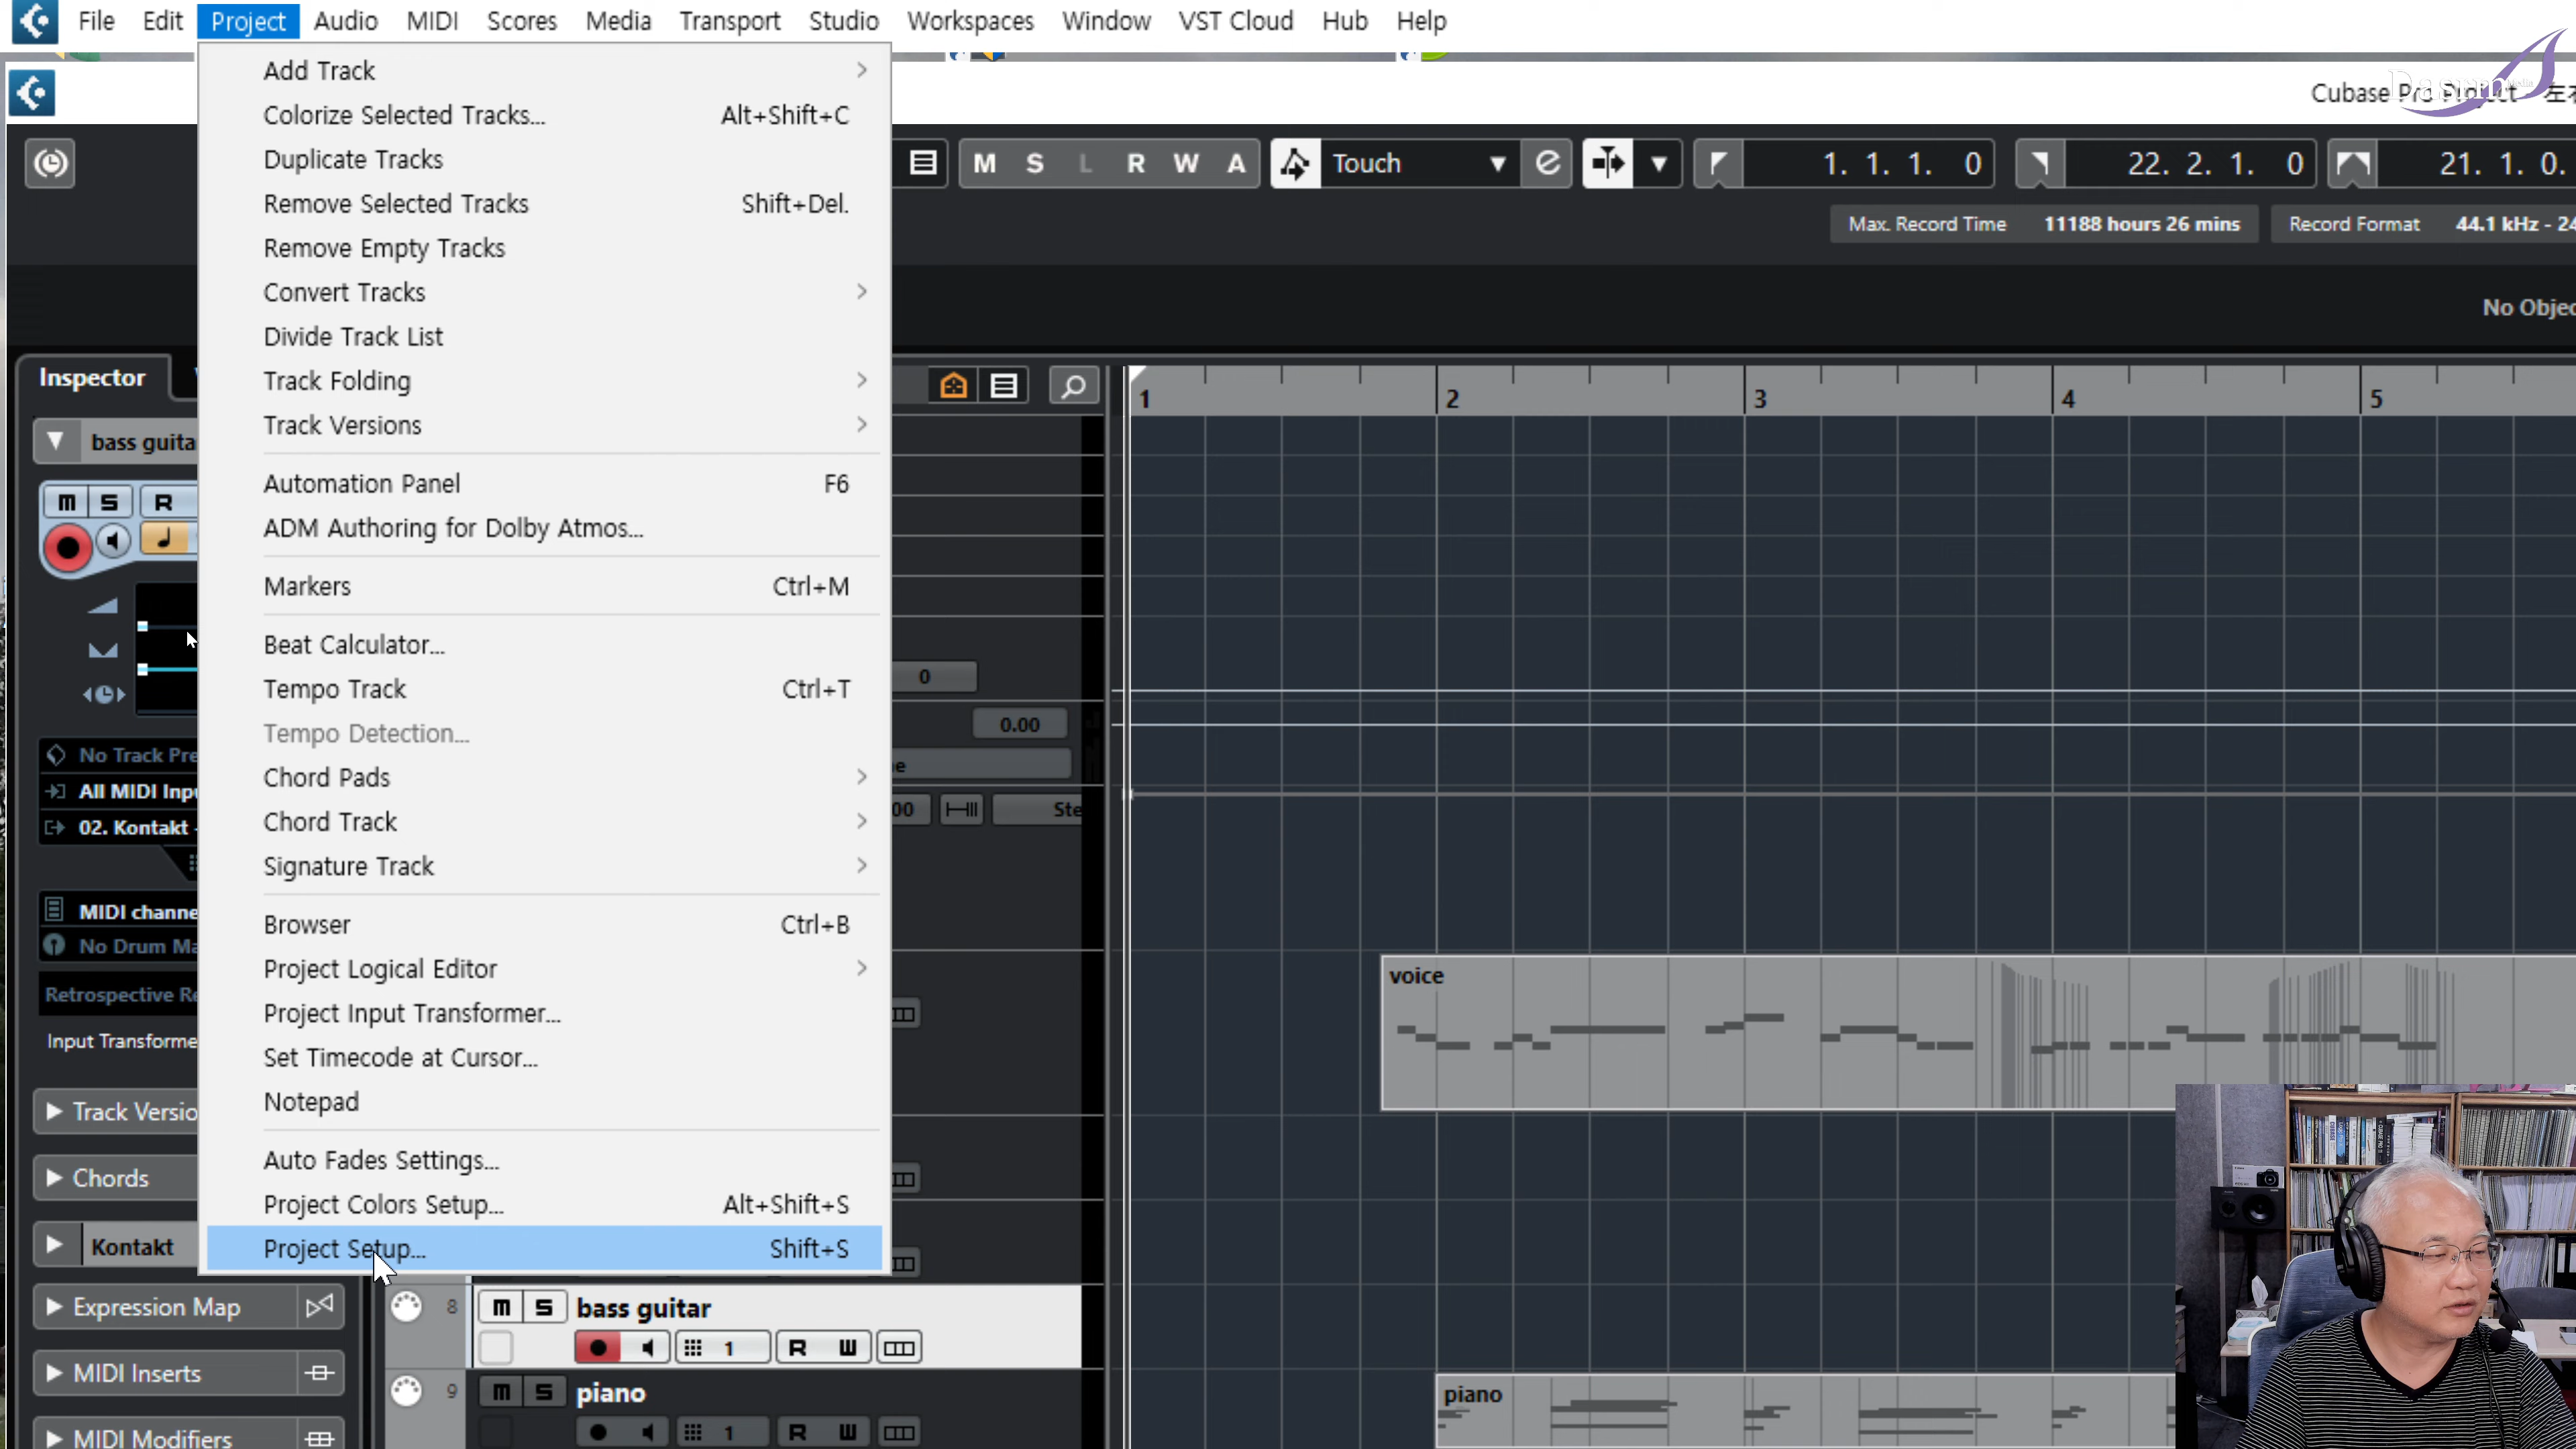 File Edit Project Audio MIDI Scores Media Transport Studio Workspaces Window VST Cloud Hub Help
Cubase Pro Project - 左右
Add Track
Colorize Selected Tracks... Alt+Shift+C
Duplicate Tracks
Remove Selected Tracks Shift+Del.
Remove Empty Tracks
Convert Tracks
Divide Track List
Track Folding
Track Versions
Automation Panel F6
ADM Authoring for Dolby Atmos...
Markers Ctrl+M
Beat Calculator...
Tempo Track Ctrl+T
Tempo Detection...
Chord Pads
Chord Track
Signature Track
Browser Ctrl+B
Project Logical Editor
Project Input Transformer...
Set Timecode at Cursor...
Notepad
Auto Fades Settings...
Project Colors Setup... Alt+Shift+S
Project Setup... Shift+S
M S L R W A Touch e 1. 1. 1. 0 22. 2. 1. 0 21. 1. 0.
Max. Record Time 11188 hours 26 mins Record Format 44.1 kHz - 24
No Objec
Inspector
1 2 3 4 5
bass guita
M S R
0
0.00
No Track Pre
All MIDI Inpu
00 Ste
02. Kontakt -
MIDI channe
No Drum Ma
Retrospective Re
Input Transforme
voice
Track Versio
Chords
Kontakt
Expression Map
MIDI Inserts
MIDI Modifiers
8 M S bass guitar
1 R W
9 M S piano
1 R W
piano